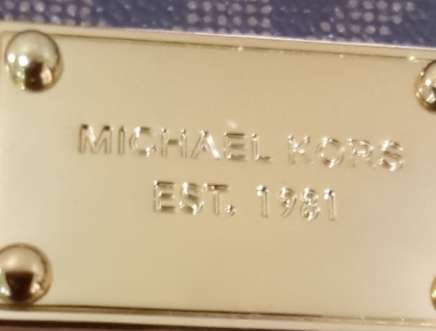 MICHAEL KORS
EST. 1981